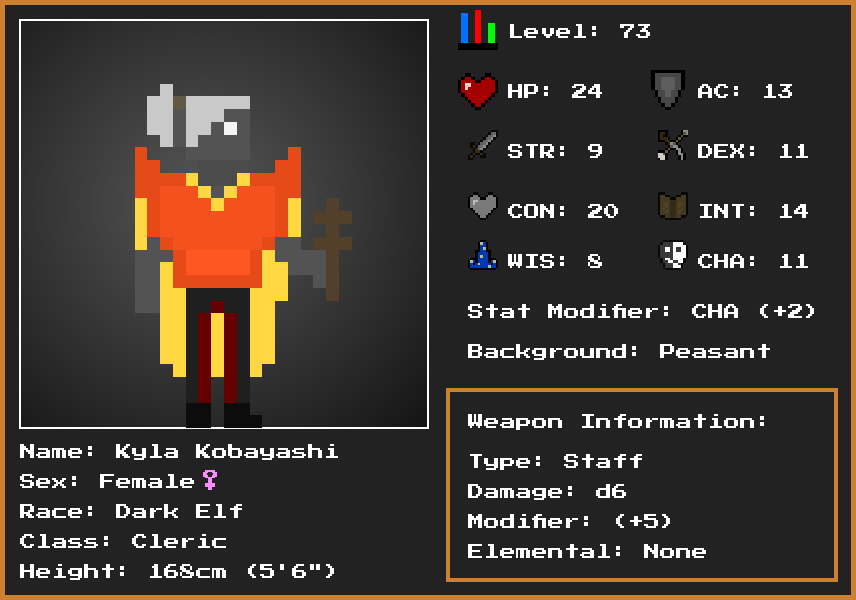 Level: 73
HP: 24 AC: 13
STR: 9 DEX: 11
CON: 20 INT: 14
WIS: 8 CHA: 11
Stat Modifier: CHA (+2)
Background: Peasant
Weapon Information:
Type: Staff
Damage: d6
Modifier: (+5)
Elemental: None
Name: Kyla Kobayashi
Sex: Female♀
Race: Dark Elf
Class: Cleric
Height: 168cm (5'6")